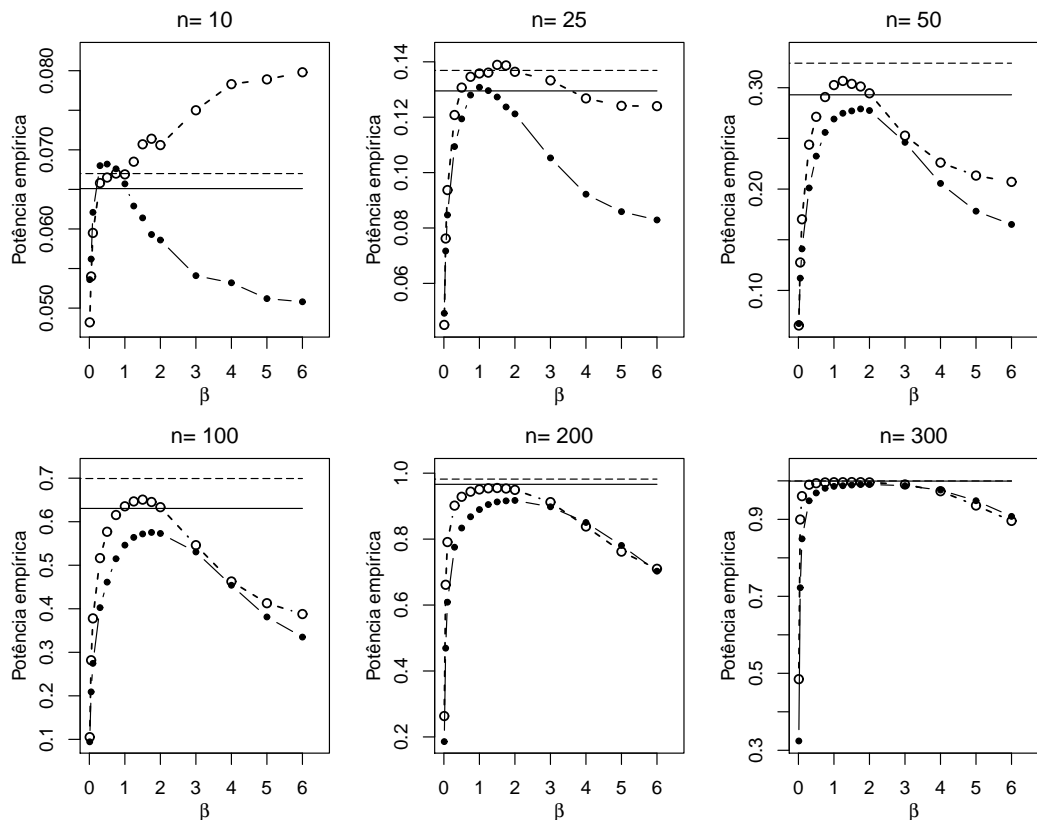 n= 10
n= 25
n= 50
Potência empírica
0.050
0.060
0.070
0.080
0 1 2 3 4 5 6
β
Potência empírica
0.06
0.08
0.10
0.12
0.14
0 1 2 3 4 5 6
β
Potência empírica
0.10
0.20
0.30
0 1 2 3 4 5 6
β
n= 100
n= 200
n= 300
Potência empírica
0.1
0.2
0.3
0.4
0.5
0.6
0.7
0 1 2 3 4 5 6
β
Potência empírica
0.2
0.4
0.6
0.8
1.0
0 1 2 3 4 5 6
β
Potência empírica
0.3
0.5
0.7
0.9
0 1 2 3 4 5 6
β